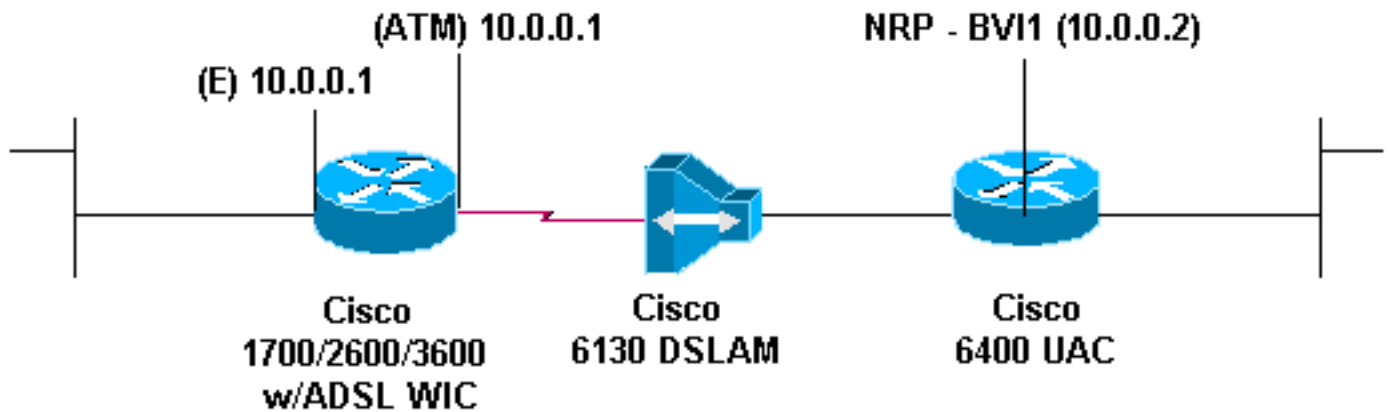 (ATM) 10.0.0.1
NRP - BVI1 (10.0.0.2)
(E) 10.0.0.1
Cisco
1700/2600/3600
w/ADSL WIC
Cisco
6130 DSLAM
Cisco
6400 UAC